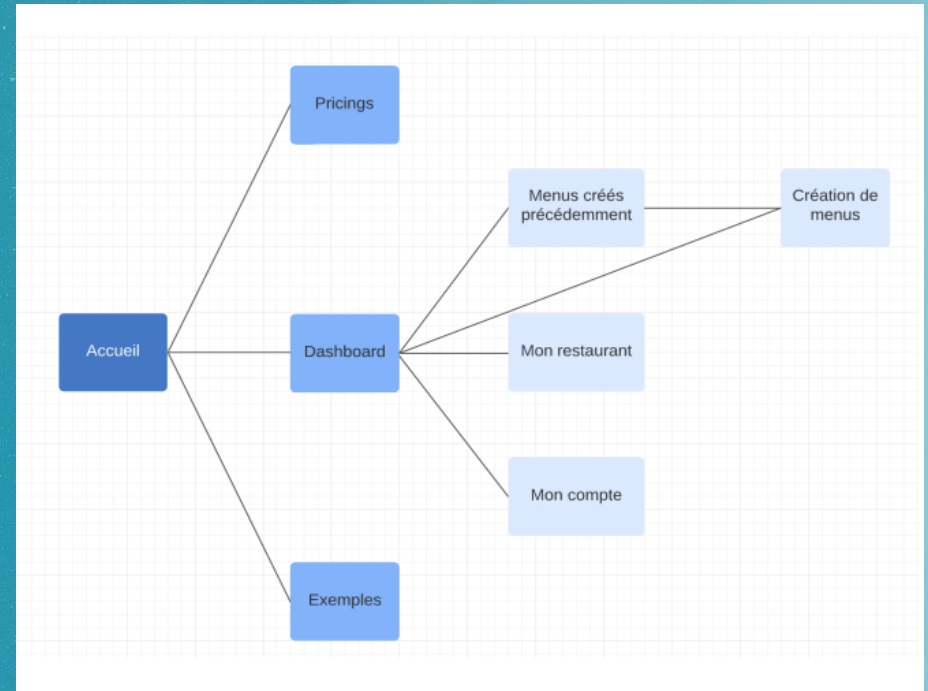 Pricings
Menus créés
précédemment
Création de
menus
Accueil
Dashboard
Mon restaurant
Mon compte
Exemples